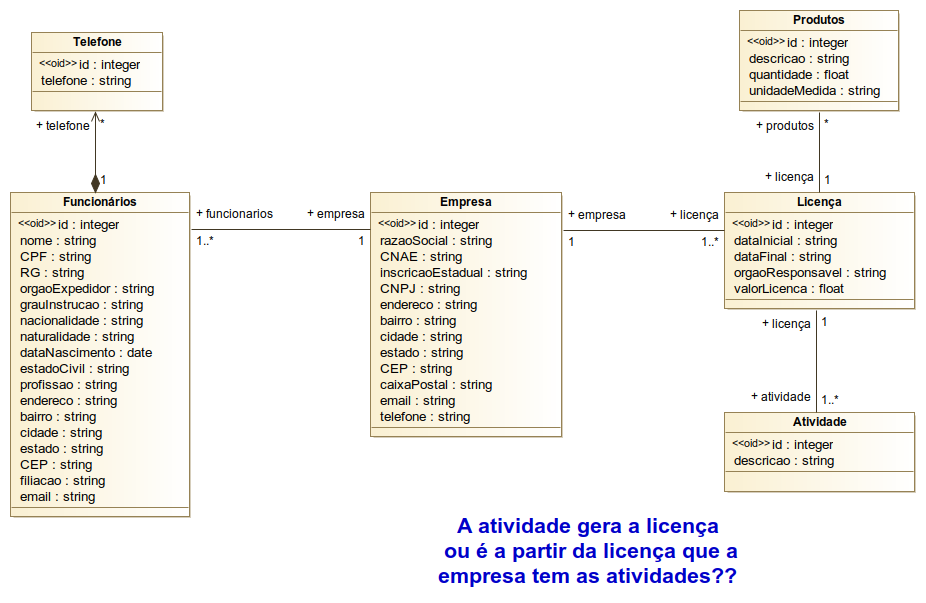 Telefone
<<oid>> id : integer
telefone : string
+ telefone
*
1
Funcionários
<<oid>> id : integer
nome : string
CPF : string
RG : string
orgaoExpedidor : string
grauInstrucao : string
nacionalidade : string
naturalidade : string
dataNascimento : date
estadoCivil : string
profissao : string
endereco : string
bairro : string
cidade : string
estado : string
CEP : string
filiacao : string
email : string
+ funcionarios
+ empresa
1..*
1
Empresa
<<oid>> id : integer
razaoSocial : string
CNAE : string
inscricaoEstadual : string
CNPJ : string
endereco : string
bairro : string
cidade : string
estado : string
CEP : string
caixaPostal : string
email : string
telefone : string
+ empresa
+ licença
1
1..*
Produtos
<<oid>> id : integer
descricao : string
quantidade : float
unidadeMedida : string
+ produtos
*
+ licença
1
Licença
<<oid>> id : integer
dataInicial : string
dataFinal : string
orgaoResponsavel : string
valorLicenca : float
+ licença
1
+ atividade
1..*
Atividade
<<oid>> id : integer
descricao : string
A atividade gera a licença
ou é a partir da licença que a
empresa tem as atividades??